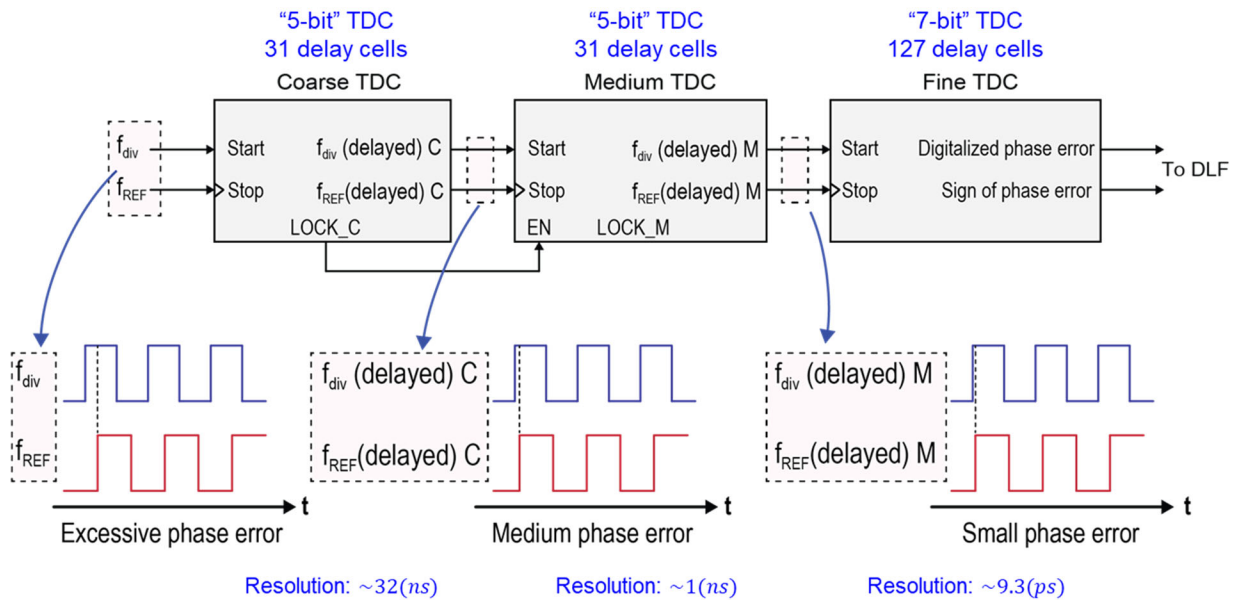 “5-bit” TDC
31 delay cells
Coarse TDC
“5-bit” TDC
31 delay cells
Medium TDC
“7-bit” TDC
127 delay cells
Fine TDC
fdiv
fREF
Start
Stop
fdiv (delayed) C
fREF(delayed) C
LOCK_C
Start
Stop
EN
fdiv (delayed) M
fREF(delayed) M
LOCK_M
Start
Stop
Digitalized phase error
Sign of phase error
To DLF
fdiv
fREF
t
Excessive phase error
fdiv (delayed) C
fREF(delayed) C
t
Medium phase error
fdiv (delayed) M
fREF(delayed) M
t
Small phase error
Resolution: ~32(ns)
Resolution: ~1(ns)
Resolution: ~9.3(ps)